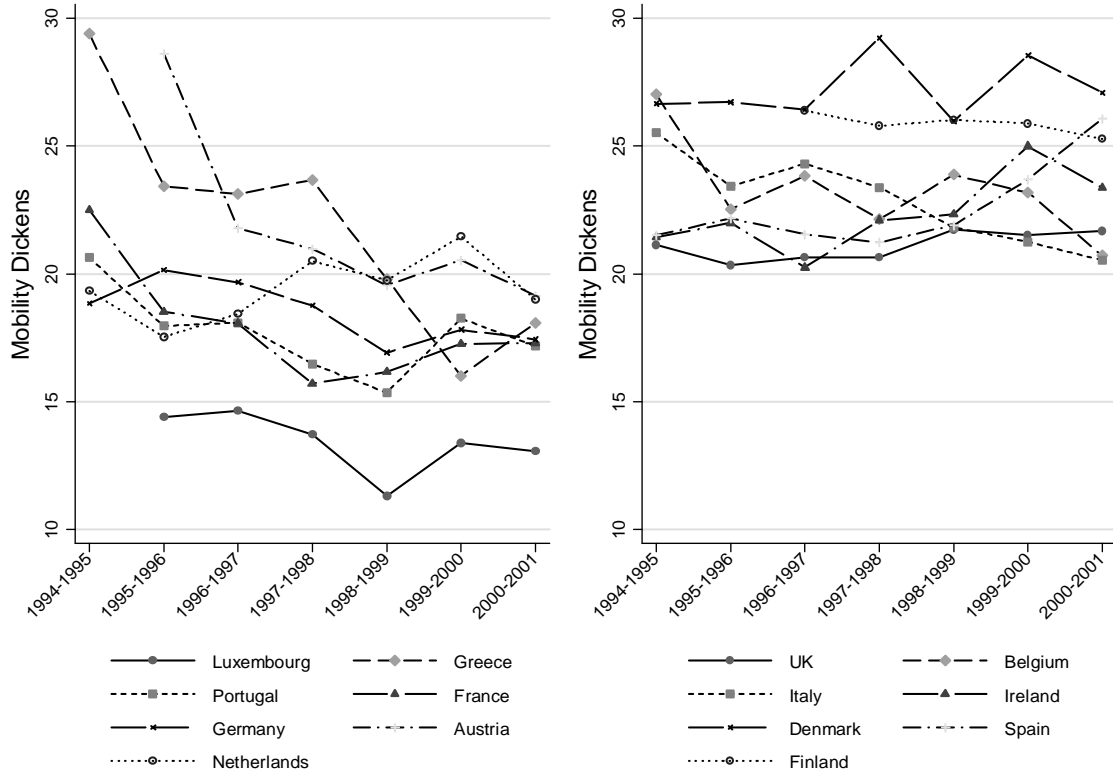 Mobility Dickens
30
25
20
15
10
1994-1995
1995-1996
1996-1997
1997-1998
1998-1999
1999-2000
2000-2001
Luxembourg
Greece
Portugal
France
Germany
Austria
Netherlands
Mobility Dickens
30
25
20
15
10
1994-1995
1995-1996
1996-1997
1997-1998
1998-1999
1999-2000
2000-2001
UK
Belgium
Italy
Ireland
Denmark
Spain
Finland